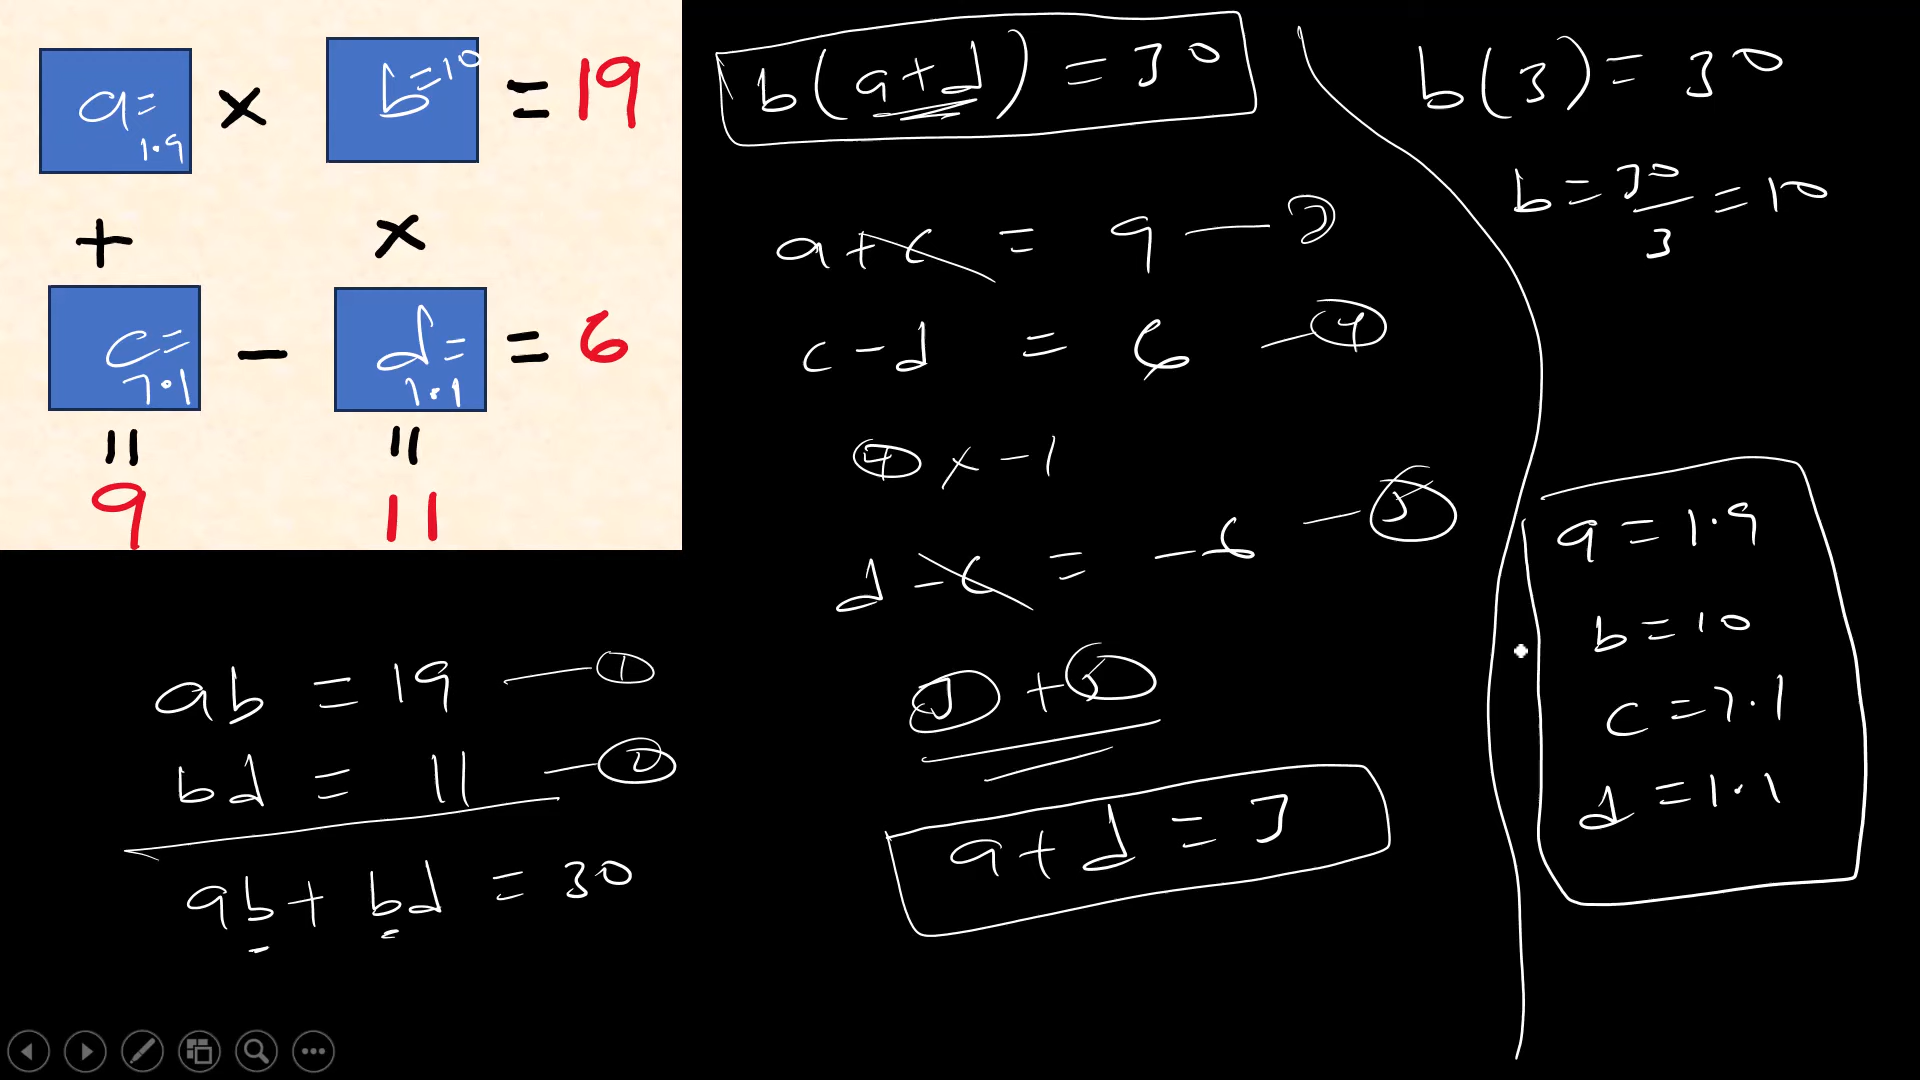 a= 1.9 × b=10 = 19
+ ×
c= 7.1 − d= 1.1 = 6
= =
9 11
ab = 19 — ①
bd = 11 — ②
ab + bd = 30
b(a+d) = 30
a+c = 9 — ③
c-d = 6 — ④
④ × -1
d-c = -6 — ⑤
③ + ⑤
a+d = 3
b(3) = 30
b = 30/3 = 10
a = 1.9
b = 10
c = 7.1
d = 1.1